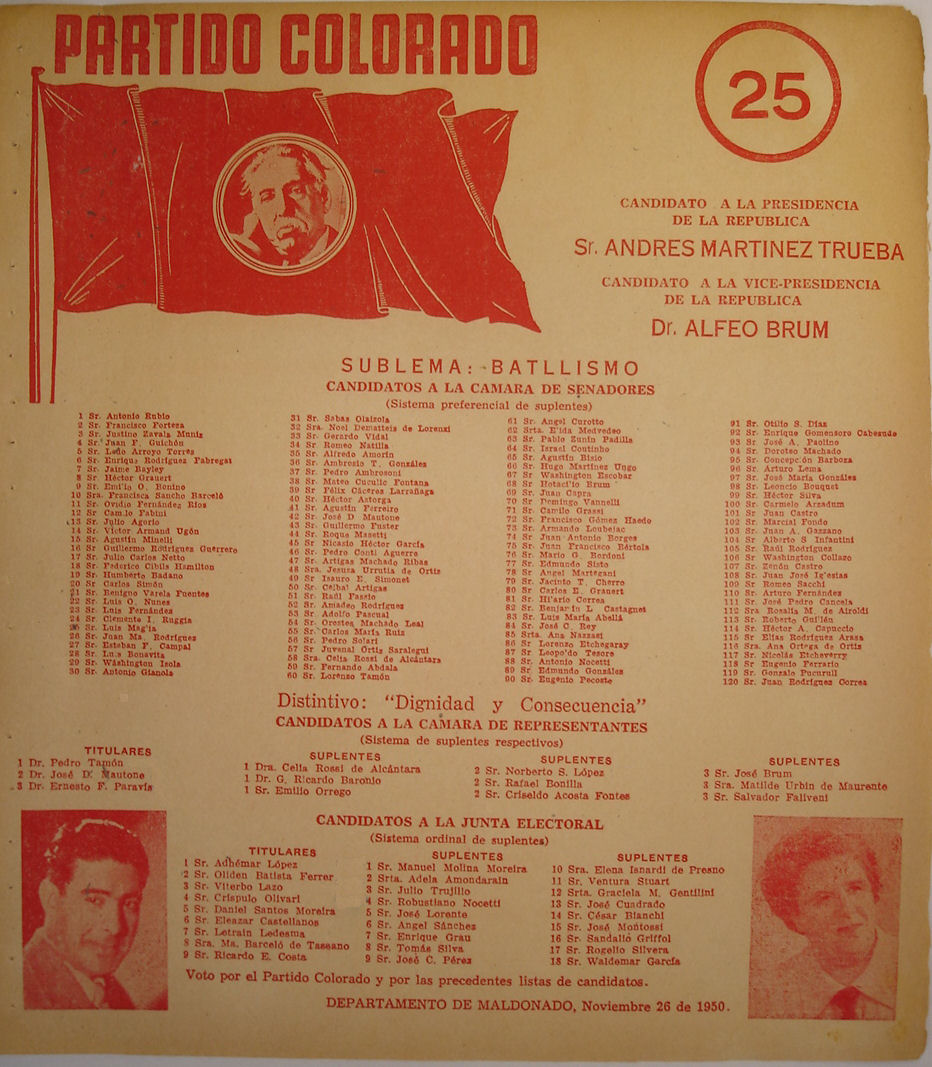 PARTIDO COLORADO
25
CANDIDATO A LA PRESIDENCIA
DE LA REPUBLICA
Sr. ANDRES MARTINEZ TRUEBA
CANDIDATO A LA VICE-PRESIDENCIA
DE LA REPUBLICA
Dr. ALFEO BRUM
SUBLEMA: - BATLLISMO
CANDIDATOS A LA CAMARA DE SENADORES
(Sistema preferencial de suplentes)
1 Sr. Antonio Rubio
2 Sr. Francisco Forteza
3 Sr. Justino Zavala Muniz
4 Sr. Juan F. Guichón
5 Sr. Ledo Arroyo Torres
6 Sr. Enrique Rodríguez Fabregat
7 Sr. Jaime Bayley
8 Sr. Héctor Grauert
9 Sr. Emilio O. Bonino
10 Sra. Francisca Sancho Barceló
11 Sr. Ovidio Fernández Ríos
12 Sr. Camilo Fabini
13 Sr. Julio Agorio
14 Sr. Víctor Armand Ugón
15 Sr. Agustín Minelli
16 Sr. Guillermo Rodríguez Guerrero
17 Sr. Julio Carlos Netto
18 Sr. Federico Cibils Hamilton
19 Sr. Humberto Badano
20 Sr. Carlos Simón
21 Sr. Benigno Varela Fuentes
22 Sr. Luis O. Nunes
23 Sr. Luis Fernández
24 Sr. Clemente I. Ruggia
25 Sr. Luis Mag'ia
26 Sr. Juan Ma. Rodríguez
27 Sr. Esteban F. Campal
28 Sr. Luis Bonavita
29 Sr. Wáshington Isola
30 Sr. Antonio Gianola
31 Sr. Sabas Olaizola
32 Sra. Noel Dematteis de Lorenzi
33 Sr. Gerardo Vidal
34 Sr. Romeo Natilla
35 Sr. Alfredo Amorin
36 Sr. Ambrosio T. Gonzáles
37 Sr. Pedro Ambrosoni
38 Sr. Mateo Cucullo Fontana
39 Sr. Félix Cáceres Larrañaga
40 Sr. Héctor Astorga
41 Sr. Agustín Ferreiro
42 Sr. José D. Mautone
43 Sr. Guillermo Fuster
44 Sr. Roque Masetti
45 Sr. Nicasio Héctor García
46 Sr. Pedro Conti Aguerre
47 Sr. Artigas Machado Ribas
48 Sra. Jesusa Urrutia de Ortis
49 Sr. Isauro E. Simonet
50 Sr. Ceibal Artigas
51 Sr. Raúl Fassio
52 Sr. Amadeo Rodríguez
53 Sr. Adolfo Pascual
54 Sr. Orestes Machado Leal
55 Sr. Carlos María Ruiz
56 Sr. Pedro Solari
57 Sr. Juvenal Ortis Saralegui
58 Sra. Celia Rossi de Alcántara
59 Sr. Fernando Abdala
60 Sr. Lorenzo Tamón
61 Sr. Angel Curotto
62 Srta. E'ida Medvedeo
63 Sr. Pablo Zunin Padilla
64 Sr. Israel Coutinho
65 Sr. Agustín Bisio
66 Sr. Hugo Martínez Ungo
67 Sr. Wáshington Escobar
68 Sr. Hotacilio Brum
69 Sr. Juan Capra
70 Sr. Domingo Vannelli
71 Sr. Camilo Grassi
72 Sr. Francisco Gómez Haedo
73 Sr. Armando Loubejac
74 Sr. Juan Antonio Borges
75 Sr. Juan Francisco Bértola
76 Sr. Mario G. Bordoni
77 Sr. Edmundo Sisto
78 Sr. Angel Martegani
79 Sr. Jacinto T. Cherro
80 Sr. Carlos E. Grauert
81 Sr. Hilario Correa
82 Sr. Benjamín L. Castagnet
83 Sr. Luis María Abellá
84 Sr. José C. Rey
85 Srta. Ana Nazzasi
86 Sr. Lorenzo Etchegaray
87 Sr. Leopo'do Tesore
88 Sr. Antonio Nocetti
89 Sr Edmundo Gonzáles
90 Sr. Eugenio Pecoste
91 Sr. Otilio S. Días
92 Sr. Enrique Gomensoro Cabesudo
93 Sr. José A. Paolino
94 Sr. Doroteo Machado
95 Sr. Concepción Barboza
96 Sr. Arturo Lema
97 Sr. José María Gonzáles
98 Sr. Leoncio Bouquet
99 Sr. Héctor Silva
100 Sr. Carmelo Arzadum
101 Sr. Juan Castro
102 Sr. Marcial Fondo
103 Sr. Juan A. Gazzano
104 Sr. Alberto S Infantini
105 Sr. Raúl Rodríguez
106 Sr. Washington Collazo
107 Sr. Zenón Castro
108 Sr. Juan José Ig'esias
109 Sr. Romeo Sacchi
110 Sr. Arturo Fernández
111 Sr. José Pedro Cancela
112 Sra Rosalía M. de Airoldi
113 Sr. Roberto Guillén
114 Sr. Héctor A. Capuccio
115 Sr. Elías Rodríguez Arasa
116 Sra. Ana Ortega de Ortis
117 Sr. Nicolás Etcheverry
118 Sr Eugenio Ferrario
119 Sr. Gonzalo Pucurull
120 Sr. Juan Rodríguez Correa
Distintivo: "Dignidad y Consecuencia"
CANDIDATOS A LA CAMARA DE REPRESENTANTES
(Sistema de suplentes respectivos)
TITULARES
1 Dr. Pedro Tamón
2 Dr. José D. Mautone
3 Dr. Ernesto F. Paravis
SUPLENTES
1 Dra. Celia Rossi de Alcántara
1 Dr. G. Ricardo Baronio
1 Sr. Emilio Orrego
SUPLENTES
2 Sr. Norberto S. López
2 Sr. Rafael Bonilla
2 Sr. Criseldo Acosta Fontes
SUPLENTES
3 Sr. José Brum
3 Sra. Matilde Urbin de Maurente
3 Sr. Salvador Faliveni
CANDIDATOS A LA JUNTA ELECTORAL
(Sistema ordinal de suplentes)
TITULARES
1 Sr. Adhémar López
2 Sr. Oliden Batista Ferrer
3 Sr. Viterbo Lazo
4 Sr. Críspulo Olivari
5 Sr. Daniel Santos Moreira
6 Sr. Eleazar Castellanos
7 Sr. Letrain Ledesma
8 Sra. Ma. Barceló de Tasseano
9 Sr. Ricardo E. Costa
SUPLENTES
1 Sr. Manuel Molina Moreira
2 Srta. Adela Amondarain
3 Sr. Julio Trujillo
4 Sr. Robustiano Nocetti
5 Sr. José Lorente
6 Sr. Angel Sánchez
7 Sr. Enrique Grau
8 Sr. Tomás Silva
9 Sr. José C. Pérez
SUPLENTES
10 Sra. Elena Isnardi de Presno
11 Sr. Ventura Stuart
12 Srta. Graciela M. Gentilini
13 Sr. José Cuadrado
14 Sr. César Bianchi
15 Sr. José Montossi
16 Sr. Sandalio Griffol
17 Sr. Rogelio Silvera
18 Sr. Waldemar García
Voto por el Partido Colorado y por las precedentes listas de candidatos.
DEPARTAMENTO DE MALDONADO, Noviembre 26 de 1950.